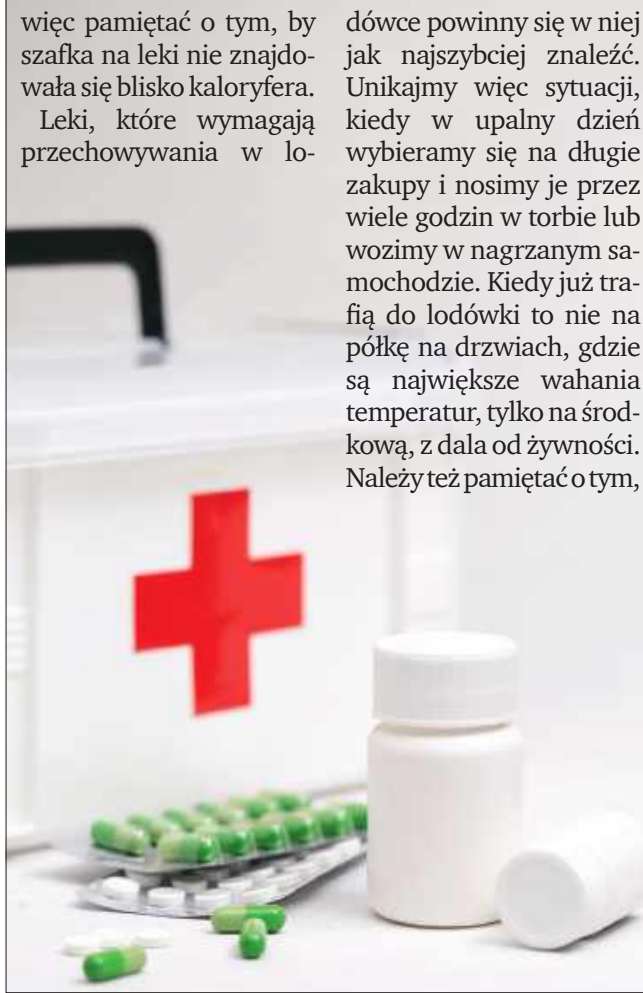 więc pamiętać o tym, by
szafka na leki nie znajdo-
wała się blisko kaloryfera.
Leki, które wymagają
przechowywania w lo-
dówce powinny się w niej
jak najszybciej znaleźć.
Unikajmy więc sytuacji,
kiedy w upalny dzień
wybieramy się na długie
zakupy i nosimy je przez
wiele godzin w torbie lub
wozimy w nagrzanym sa-
mochodzie. Kiedy już tra-
fią do lodówki to nie na
półkę na drzwiach, gdzie
są największe wahania
temperatur, tylko na środ-
kową, z dala od żywności.
Należy też pamiętać o tym,